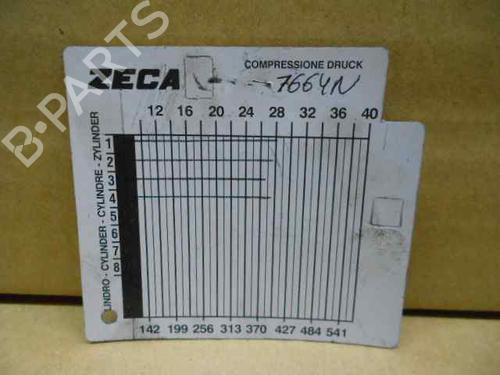 COMPRESSIONE DRUCK
ZECA
7664N
12 16 20 24 28 32 36 40
LINDRO - CYLINDER - CYLINDRE - ZYLINDER
1
2
3
4
5
6
7
8
142 199 256 313 370 427 484 541
B-PARTS